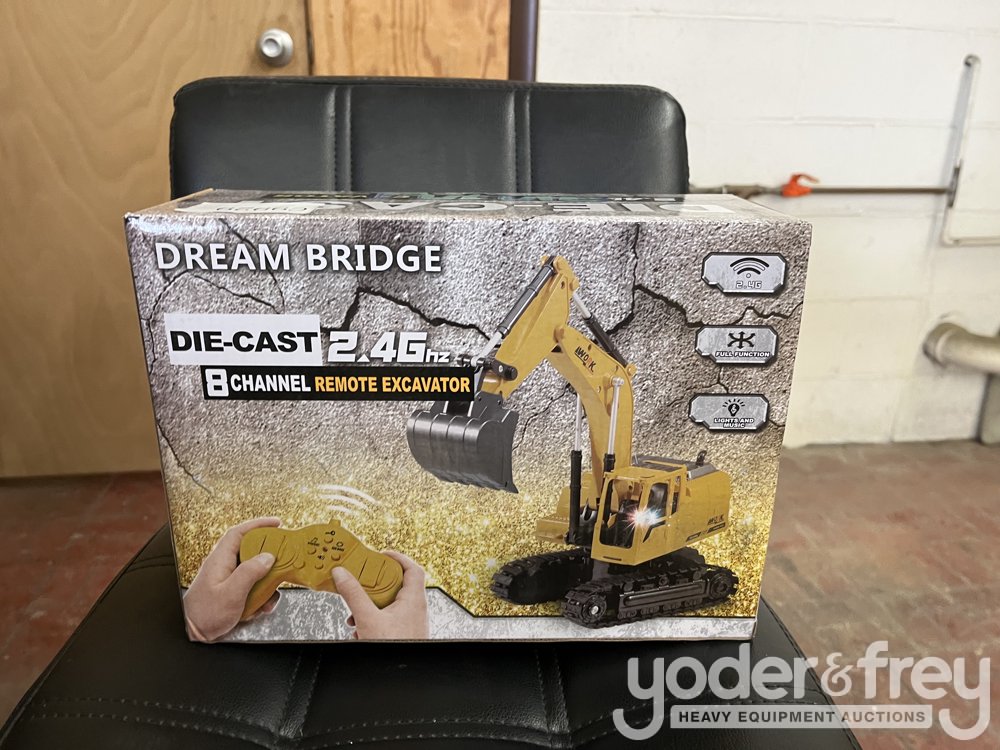 DREAM BRIDGE
DIE-CAST 2.4GHz
8 CHANNEL REMOTE EXCAVATOR
2.4G
FULL FUNCTION
LIGHTS AND
MUSIC
yoder&frey
HEAVY EQUIPMENT AUCTIONS